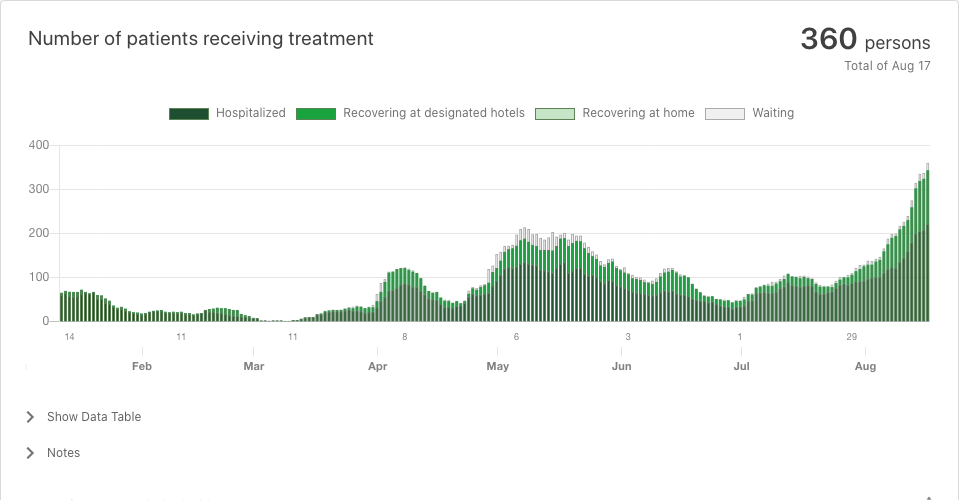 Number of patients receiving treatment
360 persons
Total of Aug 17
Hospitalized Recovering at designated hotels Recovering at home Waiting
400
300
200
100
0
14 11 11 8 6 3 1 29
Feb Mar Apr May Jun Jul Aug
Show Data Table
Notes